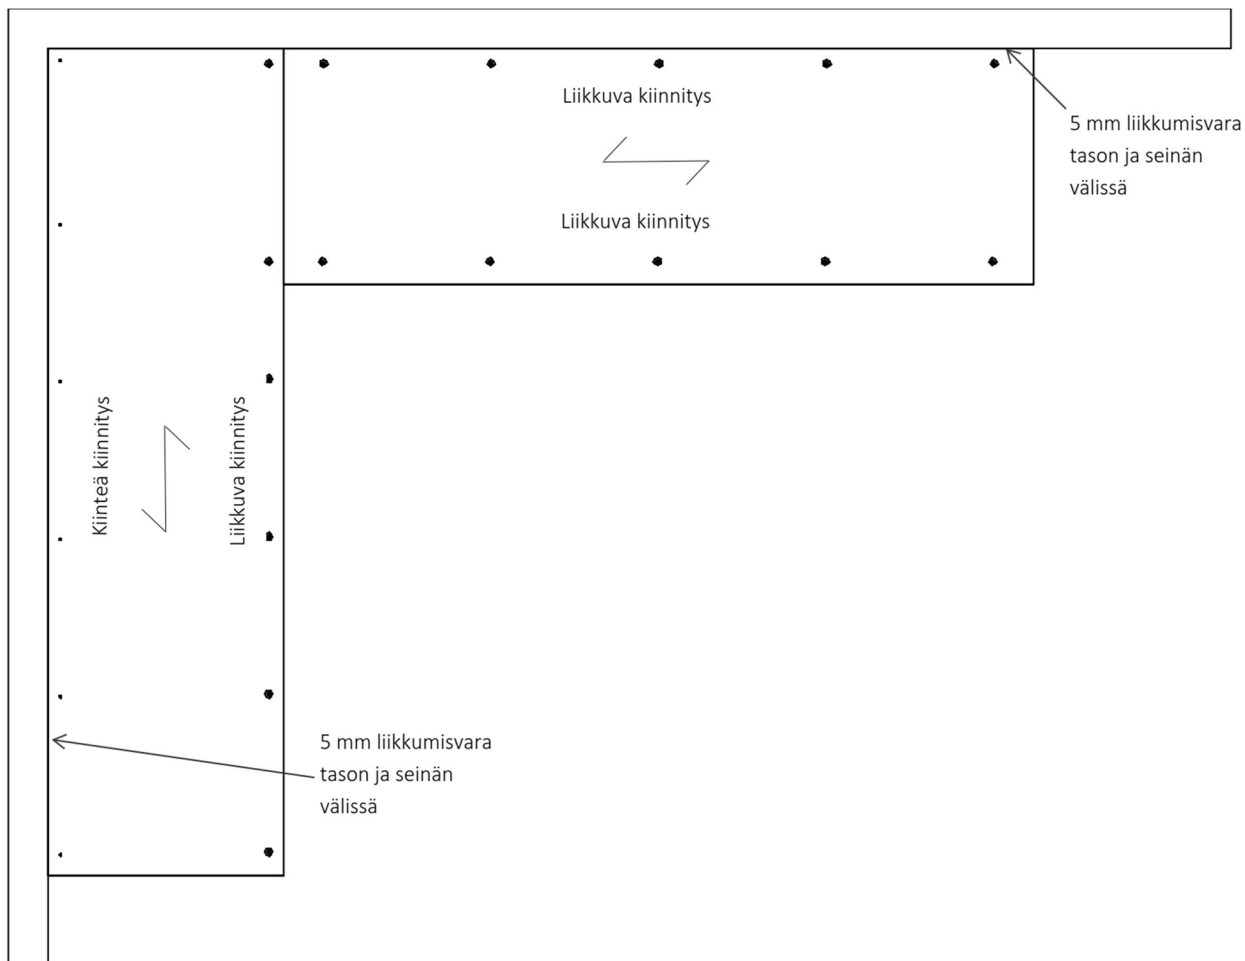 Liikkuva kiinnitys
5 mm liikkumisvara
tason ja seinän
välissä
Liikkuva kiinnitys
Kiinteä kiinnitys
Liikkuva kiinnitys
5 mm liikkumisvara
tason ja seinän
välissä